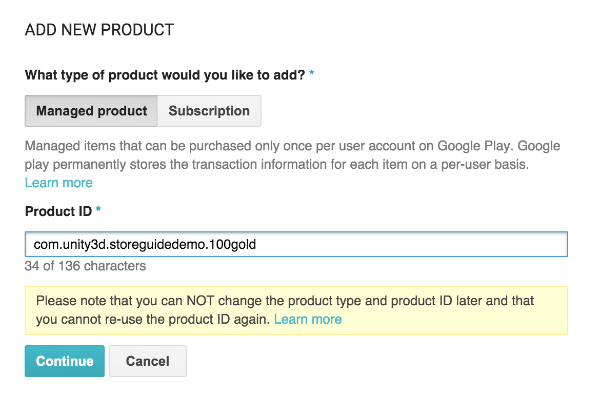 ADD NEW PRODUCT
What type of product would you like to add? *
Managed product Subscription
Managed items that can be purchased only once per user account on Google Play. Google
play permanently stores the transaction information for each item on a per-user basis.
Learn more
Product ID *
com.unity3d.storeguidedemo.100gold
34 of 136 characters
Please note that you can NOT change the product type and product ID later and that
you cannot re-use the product ID again. Learn more
Continue Cancel